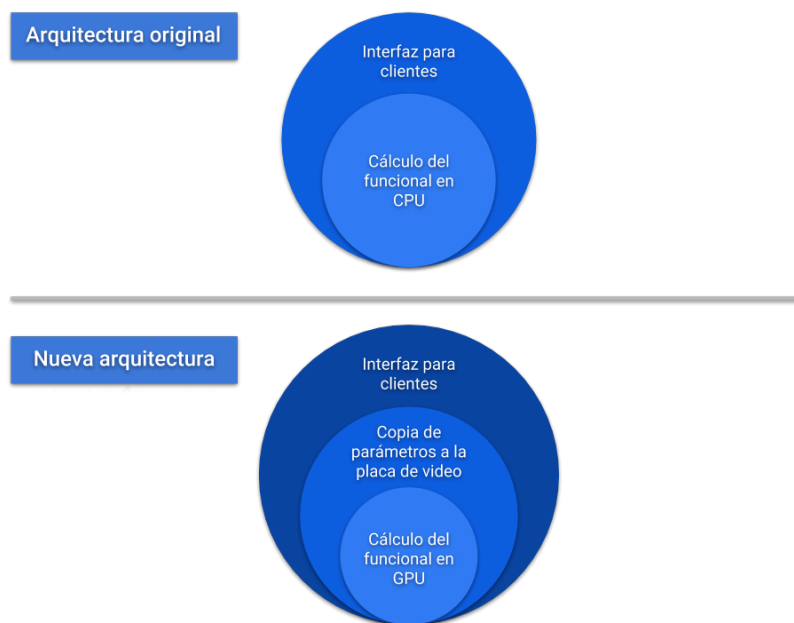 Arquitectura original
Interfaz para
clientes
Cálculo del
funcional en
CPU
Nueva arquitectura
Interfaz para
clientes
Copia de
parámetros a la
placa de video
Cálculo del
funcional en
GPU